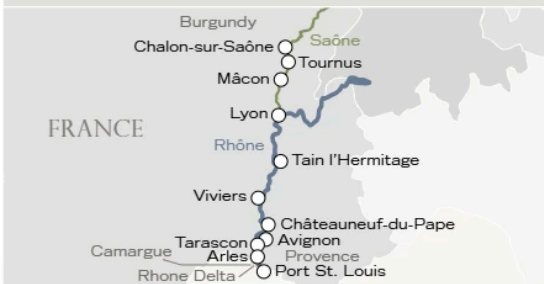 Burgundy
Saône
Chalon-sur-Saône
Tournus
Mâcon
Lyon
FRANCE
Rhône
Tain l'Hermitage
Viviers
Châteauneuf-du-Pape
Tarascon
Avignon
Camargue
Arles
Provence
Rhone Delta
Port St. Louis